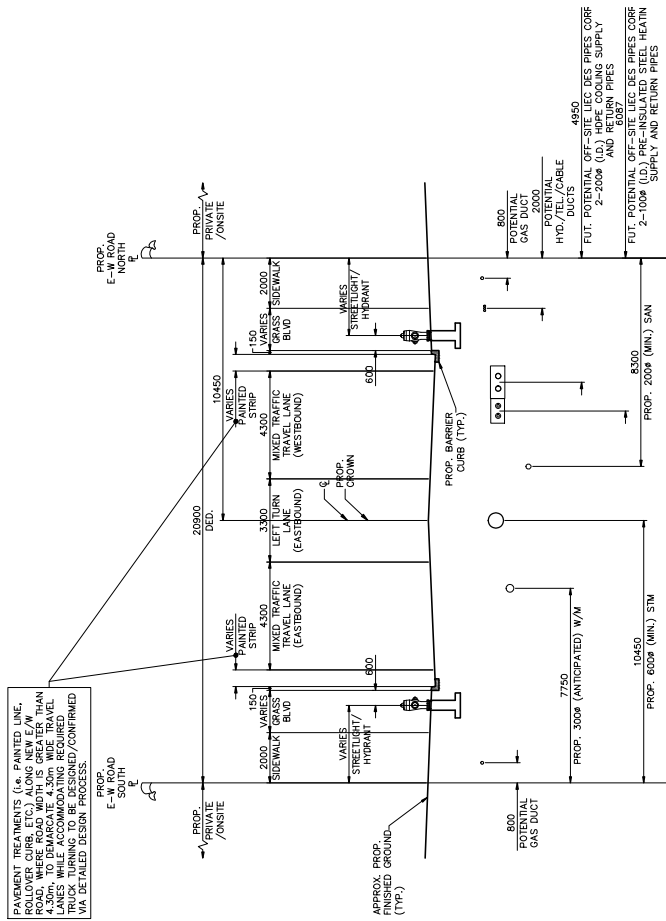 PAVEMENT TREATMENTS (i.e. PAINTED LINE,
ROLLOVER CURB, ETC.) ALONG NEW E/W
ROAD, WHERE ROAD WIDTH IS GREATER THAN
4.30m, TO DEMARCATE 4.30m WIDE TRAVEL
LANES WHILE ACCOMMODATING REQUIRED
TRUCK TURNING TO BE DESIGNED/CONFIRMED
VIA DETAILED DESIGN PROCESS.
PROP.
E-W ROAD
SOUTH
PROP.
E-W ROAD
NORTH
PROP.
PRIVATE
/ONSITE
20900
DED.
PROP.
PRIVATE
/ONSITE
10450
VARIES
PAINTED
STRIP
VARIES
PAINTED
STRIP
150
150
2000
SIDEWALK
VARIES
GRASS
BLVD
4300
MIXED TRAFFIC
TRAVEL LANE
(EASTBOUND)
3300
LEFT TURN
LANE
(EASTBOUND)
4300
MIXED TRAFFIC
TRAVEL LANE
(WESTBOUND)
VARIES
GRASS
BLVD
2000
SIDEWALK
VARIES
STREETLIGHT/
HYDRANT
600
PROP.
CROWN
600
VARIES
STREETLIGHT/
HYDRANT
APPROX. PROP.
FINISHED GROUND
(TYP.)
PROP. BARRIER
CURB (TYP.)
800
POTENTIAL
GAS DUCT
800
POTENTIAL
GAS DUCT
2000
POTENTIAL
HYD./TEL./CABLE
DUCTS
7750
PROP. 300ø (ANTICIPATED) W/M
4950
FUT. POTENTIAL OFF-SITE LIEC DES PIPES CORR
2-200ø (I.D.) HDPE COOLING SUPPLY
AND RETURN PIPES
6087
FUT. POTENTIAL OFF-SITE LIEC DES PIPES CORR
2-100ø (I.D.) PRE-INSULATED STEEL HEATIN
SUPPLY AND RETURN PIPES
10450
PROP. 600ø (MIN.) STM
8300
PROP. 200ø (MIN.) SAN